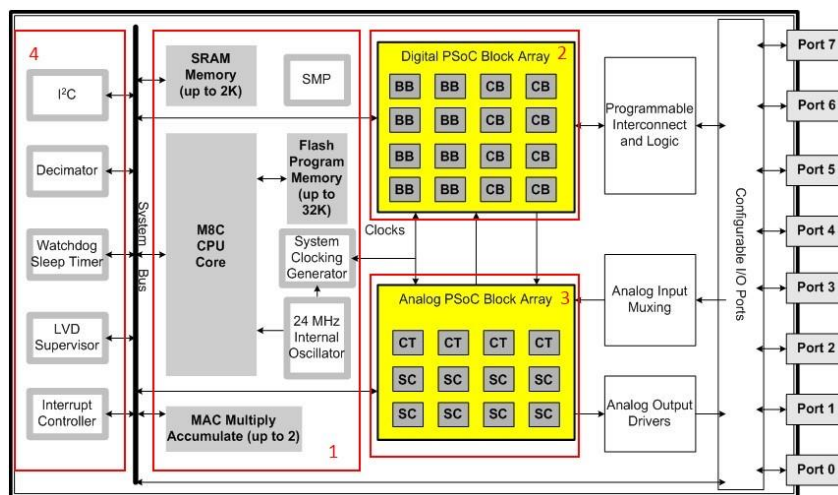 4
I²C
Decimator
Watchdog
Sleep Timer
LVD
Supervisor
Interrupt
Controller
System
Bus
SRAM
Memory
(up to 2K)
SMP
M8C
CPU
Core
Flash
Program
Memory
(up to
32K)
System
Clocking
Generator
24 MHz
Internal
Oscillator
MAC Multiply
Accumulate (up to 2)
1
Digital PSoC Block Array
2
BB BB CB CB
BB BB CB CB
BB BB CB CB
BB BB CB CB
Clocks
Analog PSoC Block Array
3
CT CT CT CT
SC SC SC SC
SC SC SC SC
Programmable
Interconnect
and Logic
Analog Input
Muxing
Analog Output
Drivers
Configurable I/O Ports
Port 7
Port 6
Port 5
Port 4
Port 3
Port 2
Port 1
Port 0